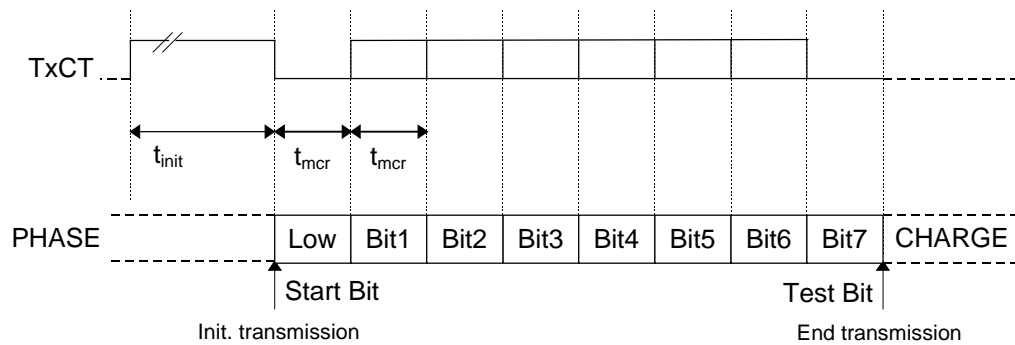 TxCT
tinit
tmcr
tmcr
PHASE
Low Bit1 Bit2 Bit3 Bit4 Bit5 Bit6 Bit7 CHARGE
Start Bit
Test Bit
Init. transmission
End transmission